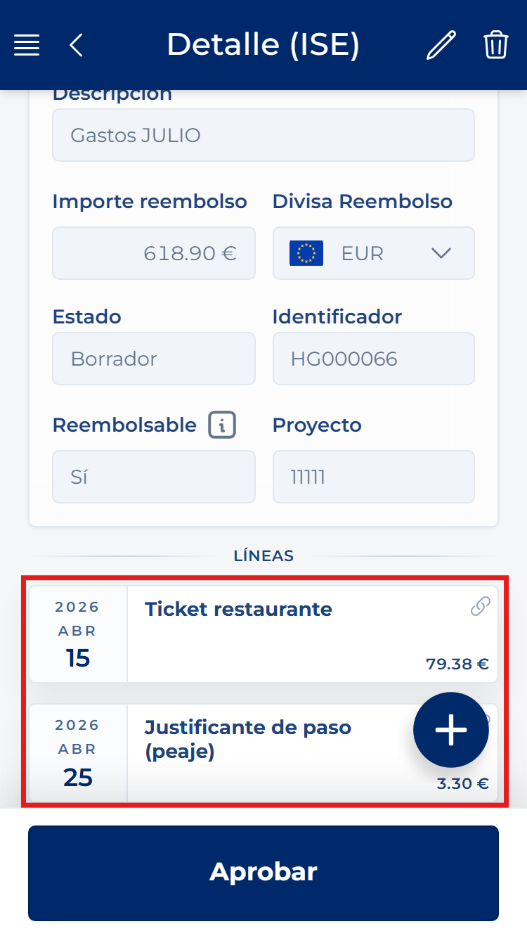 Detalle (ISE)
Descripción
Gastos JULIO
Importe reembolso
Divisa Reembolso
618.90 €
EUR
Estado
Identificador
Borrador
HG000066
Reembolsable
Proyecto
Sí
11111
LÍNEAS
2026
ABR
15
Ticket restaurante
79.38 €
2026
ABR
25
Justificante de paso
(peaje)
3.30 €
Aprobar